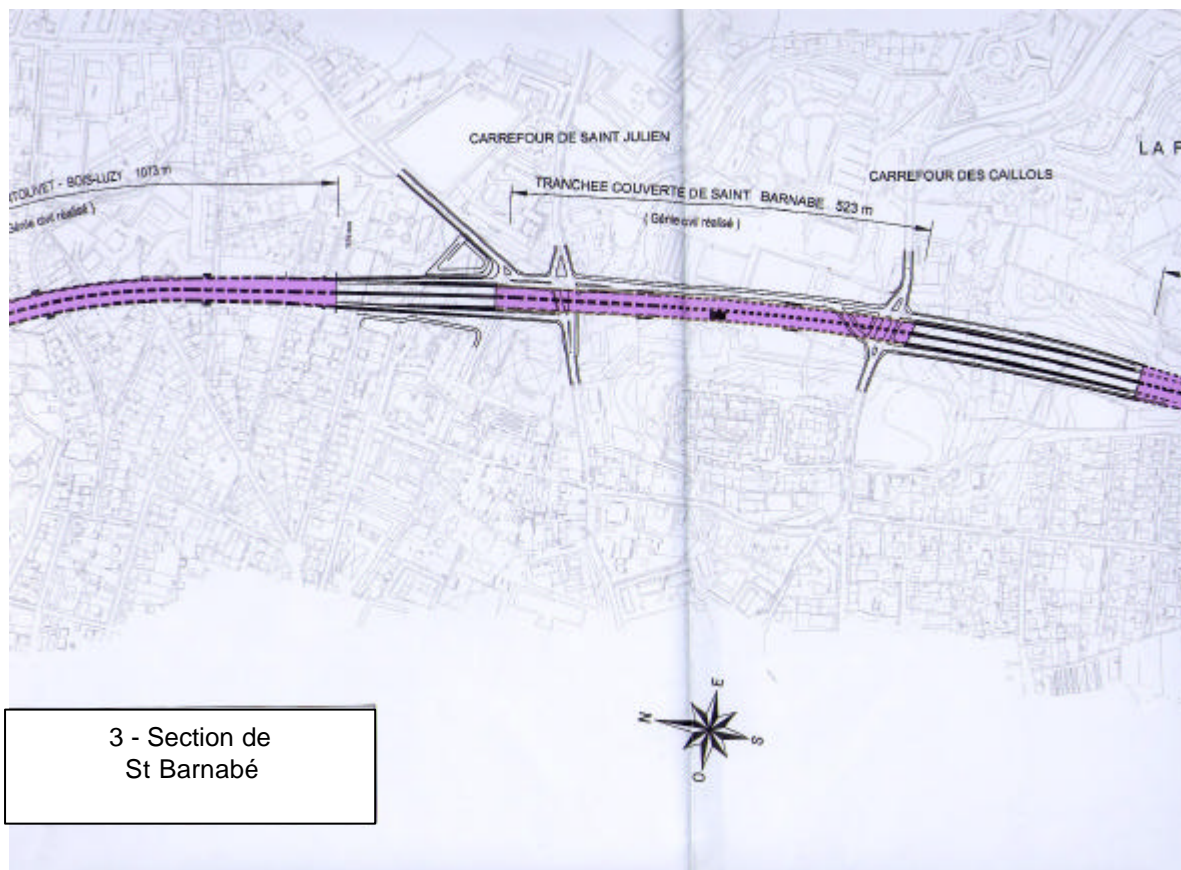 CARREFOUR DE SAINT JULIEN
LA
TOLIVET - BOIS-LUZY 1073 m
TRANCHEE COUVERTE DE SAINT BARNABE 523 m
CARREFOUR DES CAILLOLS
Génie civil réalisé )
( Génie civil réalisé )
E
N
S
O
3 - Section de
St Barnabé